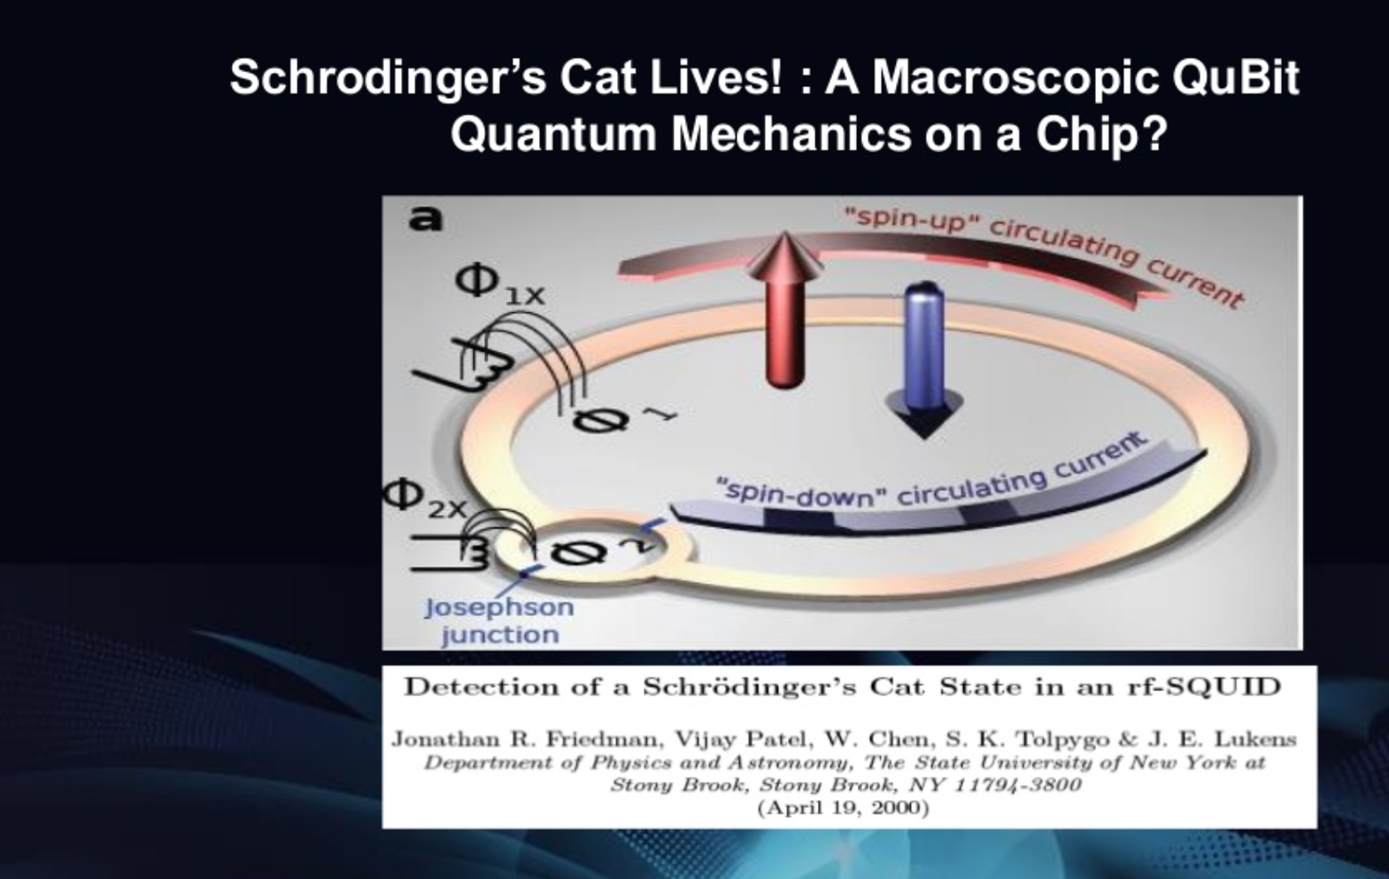 Schrodinger's Cat Lives! : A Macroscopic QuBit
Quantum Mechanics on a Chip?
a
"spin-up" circulating current
Φ1X
Φ 1
"spin-down" circulating current
Φ2X
Φ 2
Josephson
junction
Detection of a Schrödinger's Cat State in an rf-SQUID
Jonathan R. Friedman, Vijay Patel, W. Chen, S. K. Tolpygo & J. E. Lukens
Department of Physics and Astronomy, The State University of New York at
Stony Brook, Stony Brook, NY 11794-3800
(April 19, 2000)